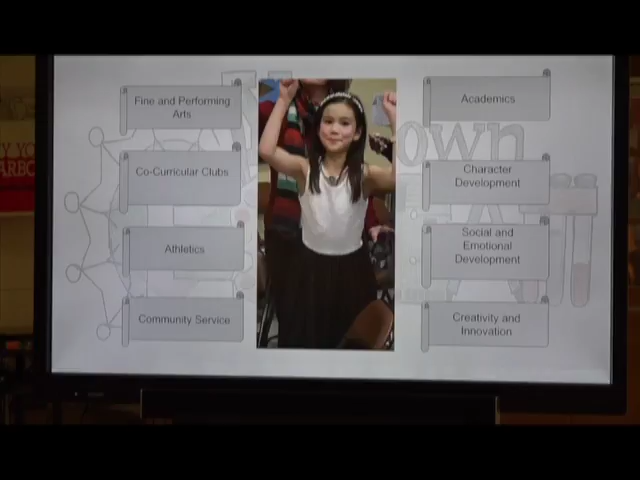 Fine and Performing
Arts
Co-Curricular Clubs
Athletics
Community Service
Academics
Character
Development
Social and
Emotional
Development
Creativity and
Innovation
own